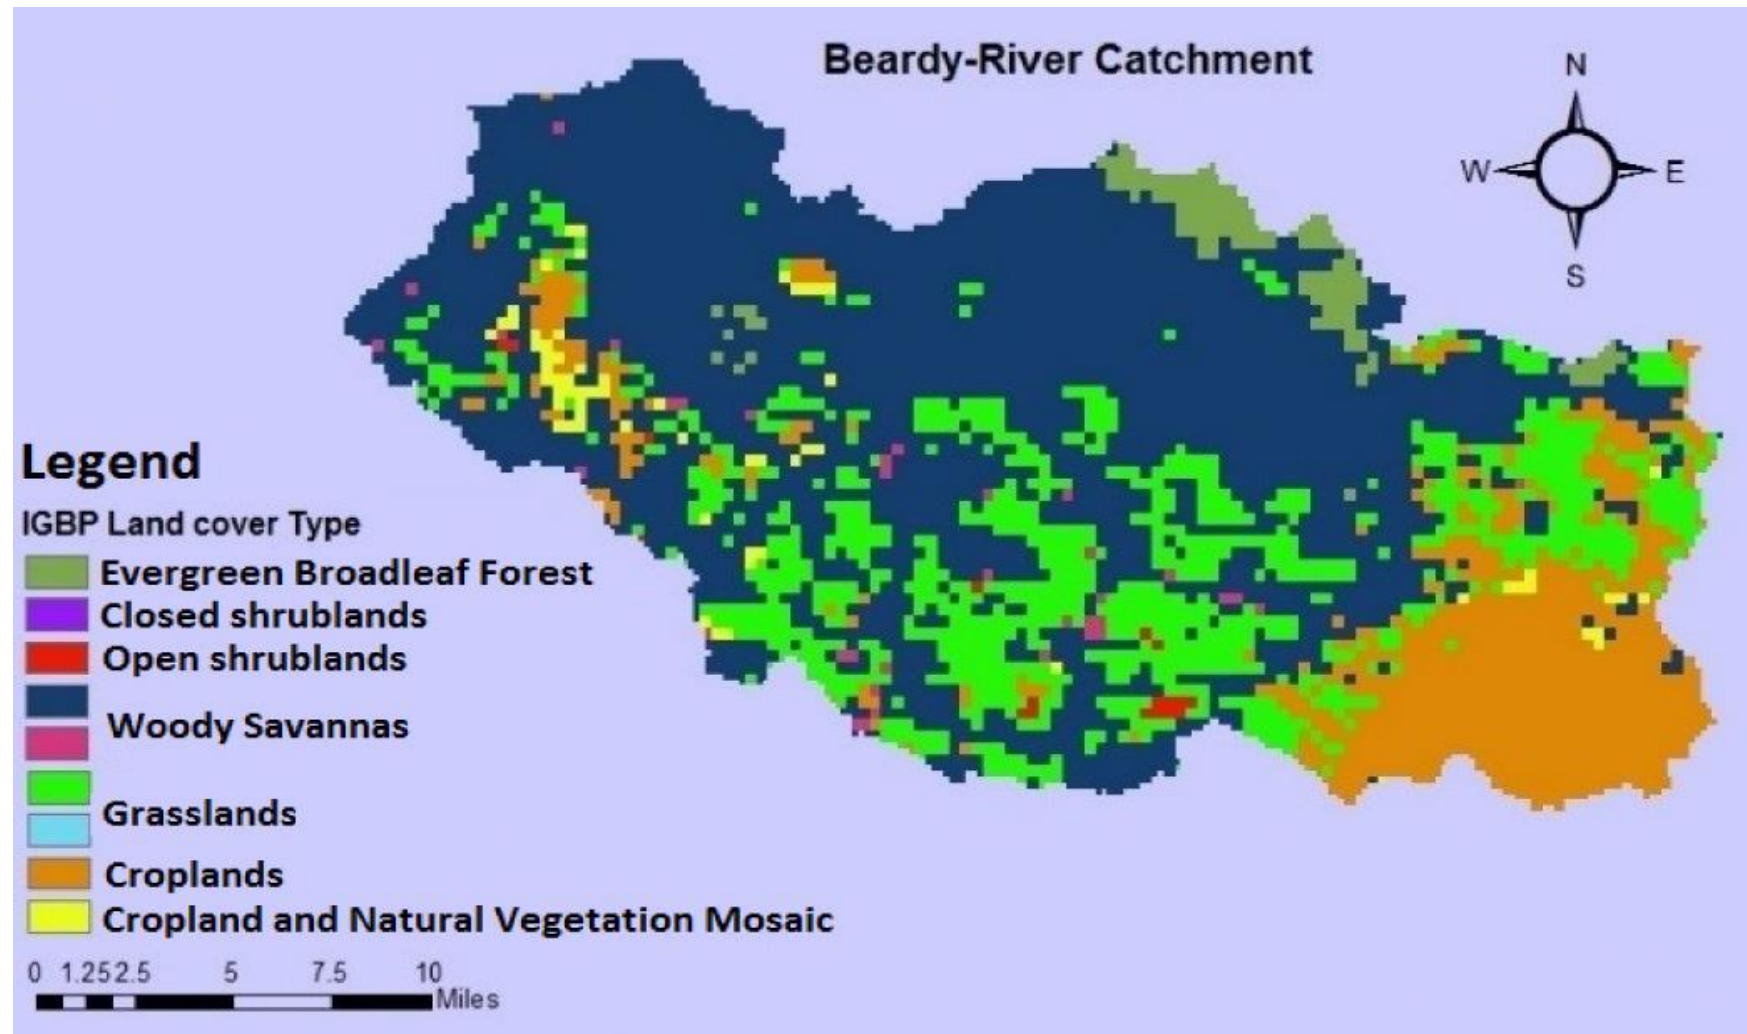 Beardy-River Catchment
N
W E
S
Legend
IGBP Land cover Type
Evergreen Broadleaf Forest
Closed shrublands
Open shrublands
Woody Savannas
Grasslands
Croplands
Cropland and Natural Vegetation Mosaic
0 1.25 2.5 5 7.5 10
Miles